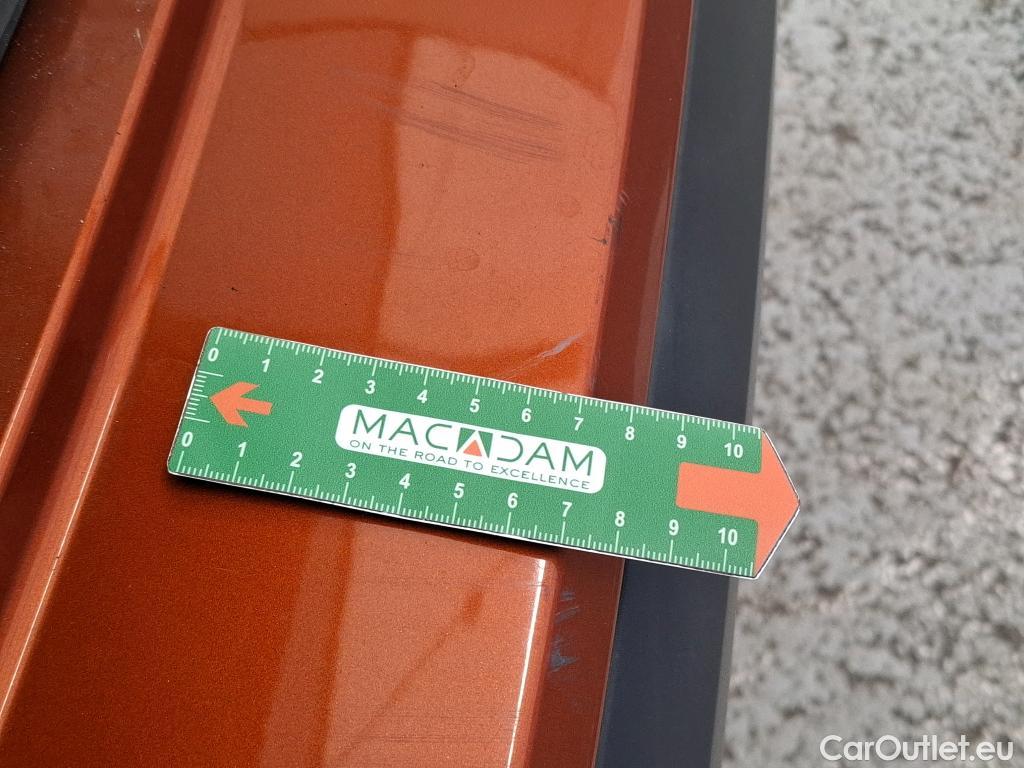 0 1 2 3 4 5 6 7 8 9 10
MACADAM
ON THE ROAD TO EXCELLENCE
0 1 2 3 4 5 6 7 8 9 10
CarOutlet.eu